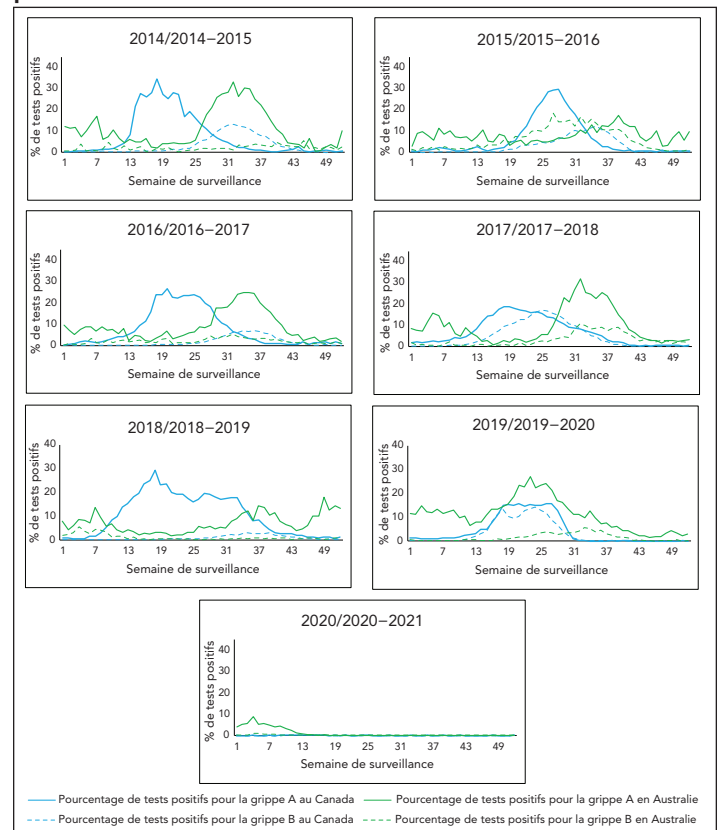 2014/2014–2015
% de tests positifs
40
30
20
10
0
1 7 13 19 25 31 37 43 49
Semaine de surveillance
2015/2015–2016
% de tests positifs
40
30
20
10
0
1 7 13 19 25 31 37 43 49
Semaine de surveillance
2016/2016–2017
% de tests positifs
40
30
20
10
0
1 7 13 19 25 31 37 43 49
Semaine de surveillance
2017/2017–2018
% de tests positifs
40
30
20
10
0
1 7 13 19 25 31 37 43 49
Semaine de surveillance
2018/2018–2019
% de tests positifs
40
30
20
10
0
1 7 13 19 25 31 37 43 49
Semaine de surveillance
2019/2019–2020
% de tests positifs
40
30
20
10
0
1 7 13 19 25 31 37 43 49
Semaine de surveillance
2020/2020–2021
% de tests positifs
40
30
20
10
0
1 7 13 19 25 31 37 43 49
Semaine de surveillance
Pourcentage de tests positifs pour la grippe A au Canada Pourcentage de tests positifs pour la grippe A en Australie
Pourcentage de tests positifs pour la grippe B au Canada Pourcentage de tests positifs pour la grippe B en Australie